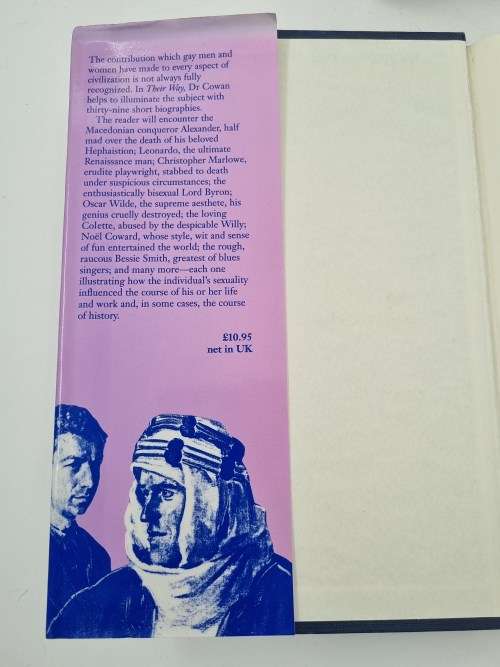 The contribution which gay men and
women have made to every aspect of
civilization is not always fully
recognized. In Their Way, Dr Cowan
helps to illuminate the subject with
thirty-nine short biographies.
The reader will encounter the
Macedonian conqueror Alexander, half
mad over the death of his beloved
Hephaistion; Leonardo, the ultimate
Renaissance man; Christopher Marlowe,
erudite playwright, stabbed to death
under suspicious circumstances; the
enthusiastically bisexual Lord Byron;
Oscar Wilde, the supreme aesthete, his
genius cruelly destroyed; the loving
Colette, abused by the despicable Willy;
Noël Coward, whose style, wit and sense
of fun entertained the world; the rough,
raucous Bessie Smith, greatest of blues
singers; and many more—each one
illustrating how the individual's sexuality
influenced the course of his or her life
and work and, in some cases, the course
of history.
£10.95
net in UK